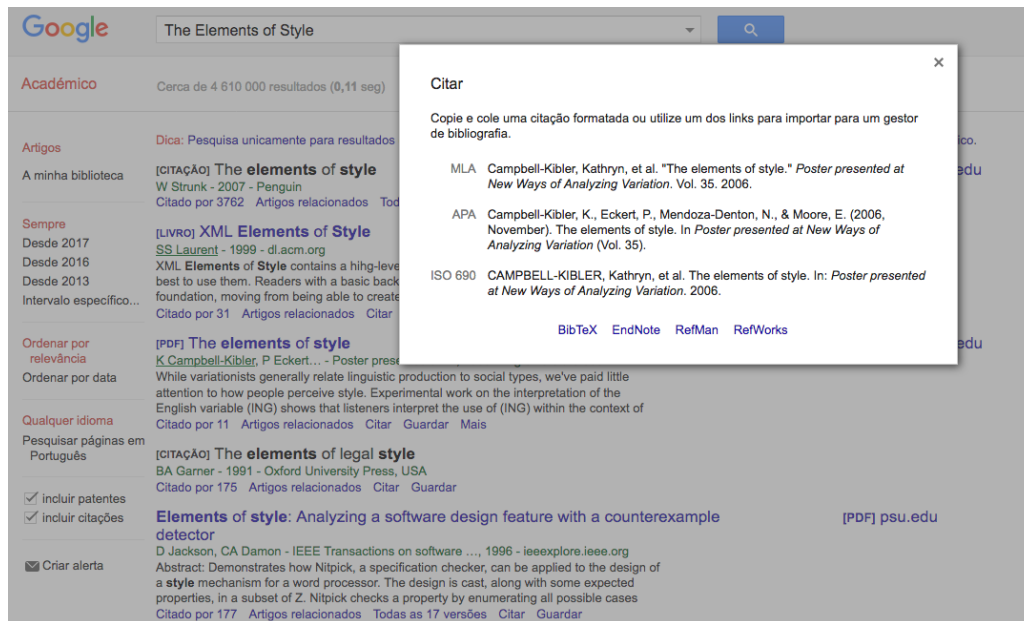 Google
The Elements of Style
Académico
Cerca de 4 610 000 resultados (0,11 seg)
×
Citar
Copie e cole uma citação formatada ou utilize um dos links para importar para um gestor
de bibliografia.
MLA Campbell-Kibler, Kathryn, et al. "The elements of style." Poster presented at
New Ways of Analyzing Variation. Vol. 35. 2006.
APA Campbell-Kibler, K., Eckert, P., Mendoza-Denton, N., & Moore, E. (2006,
November). The elements of style. In Poster presented at New Ways of
Analyzing Variation (Vol. 35).
ISO 690 CAMPBELL-KIBLER, Kathryn, et al. The elements of style. In: Poster presented
at New Ways of Analyzing Variation. 2006.
BibTeX EndNote RefMan RefWorks
Artigos
A minha biblioteca
Sempre
Desde 2017
Desde 2016
Desde 2013
Intervalo específico...
Ordenar por
relevância
Ordenar por data
Qualquer idioma
Pesquisar páginas em
Português
incluir patentes
incluir citações
Criar alerta
Dica: Pesquisa unicamente para resultados
ico.
[CITAÇÃO] The elements of style
W Strunk - 2007 - Penguin
Citado por 3762 Artigos relacionados Tod
edu
[LIVRO] XML Elements of Style
SS Laurent - 1999 - dl.acm.org
XML Elements of Style contains a hihg-leve
best to use them. Readers with a basic back
foundation, moving from being able to create
Citado por 31 Artigos relacionados Citar
[PDF] The elements of style
edu
K Campbell-Kibler, P Eckert… - Poster prese
While variationists generally relate linguistic production to social types, we've paid little
attention to how people perceive style. Experimental work on the interpretation of the
English variable (ING) shows that listeners interpret the use of (ING) within the context of
Citado por 11 Artigos relacionados Citar Guardar Mais
[CITAÇÃO] The elements of legal style
BA Garner - 1991 - Oxford University Press, USA
Citado por 175 Artigos relacionados Citar Guardar
Elements of style: Analyzing a software design feature with a counterexample
detector
[PDF] psu.edu
D Jackson, CA Damon - IEEE Transactions on software …, 1996 - ieeexplore.ieee.org
Abstract: Demonstrates how Nitpick, a specification checker, can be applied to the design of
a style mechanism for a word processor. The design is cast, along with some expected
properties, in a subset of Z. Nitpick checks a property by enumerating all possible cases
Citado por 177 Artigos relacionados Todas as 17 versões Citar Guardar